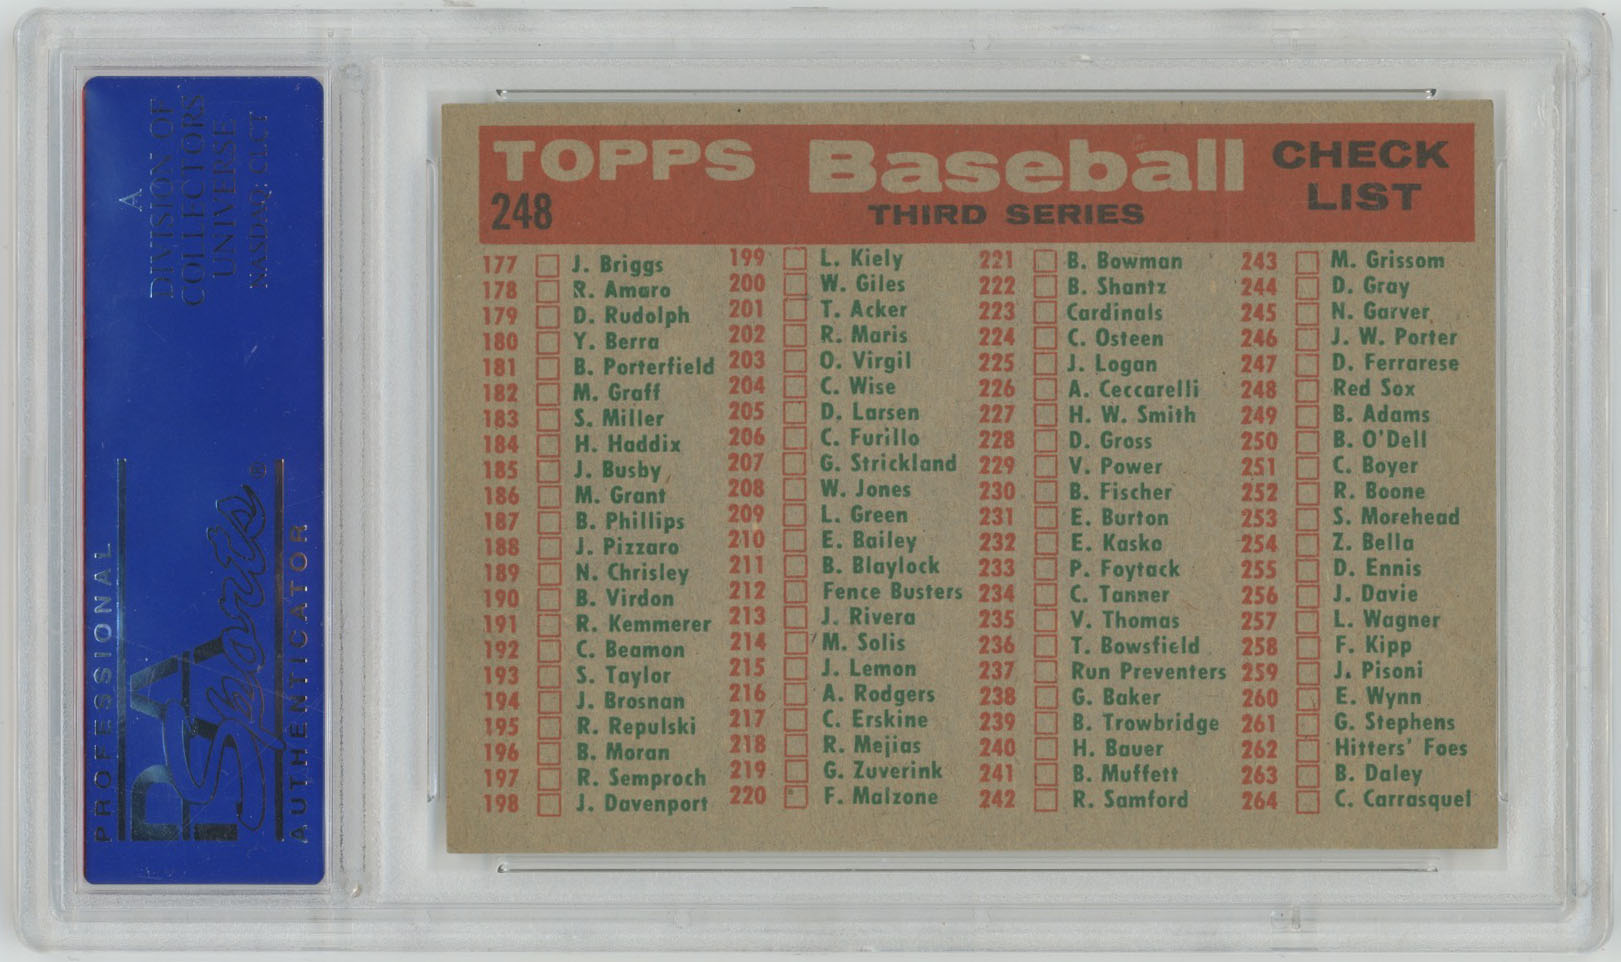 A
DIVISION OF
COLLECTORS
UNIVERSE
NASDAQ: CLCT
PROFESSIONAL
PSA Sports®
AUTHENTICATOR
TOPPS Baseball CHECK LIST
248 THIRD SERIES
177 J. Briggs
178 R. Amaro
179 D. Rudolph
180 Y. Berra
181 B. Porterfield
182 M. Graff
183 S. Miller
184 H. Haddix
185 J. Busby
186 M. Grant
187 B. Phillips
188 J. Pizzaro
189 N. Chrisley
190 B. Virdon
191 R. Kemmerer
192 C. Beamon
193 S. Taylor
194 J. Brosnan
195 R. Repulski
196 B. Moran
197 R. Semproch
198 J. Davenport
199 L. Kiely
200 W. Giles
201 T. Acker
202 R. Maris
203 O. Virgil
204 C. Wise
205 D. Larsen
206 C. Furillo
207 G. Strickland
208 W. Jones
209 L. Green
210 E. Bailey
211 B. Blaylock
212 Fence Busters
213 J. Rivera
214 M. Solis
215 J. Lemon
216 A. Rodgers
217 C. Erskine
218 R. Mejias
219 G. Zuverink
220 F. Malzone
221 B. Bowman
222 B. Shantz
223 Cardinals
224 C. Osteen
225 J. Logan
226 A. Ceccarelli
227 H. W. Smith
228 D. Gross
229 V. Power
230 B. Fischer
231 E. Burton
232 E. Kasko
233 P. Foytack
234 C. Tanner
235 V. Thomas
236 T. Bowsfield
237 Run Preventers
238 G. Baker
239 B. Trowbridge
240 H. Bauer
241 B. Muffett
242 R. Samford
243 M. Grissom
244 D. Gray
245 N. Garver
246 J. W. Porter
247 D. Ferrarese
248 Red Sox
249 B. Adams
250 B. O'Dell
251 C. Boyer
252 R. Boone
253 S. Morehead
254 Z. Bella
255 D. Ennis
256 J. Davie
257 L. Wagner
258 F. Kipp
259 J. Pisoni
260 E. Wynn
261 G. Stephens
262 Hitters' Foes
263 B. Daley
264 C. Carrasquel